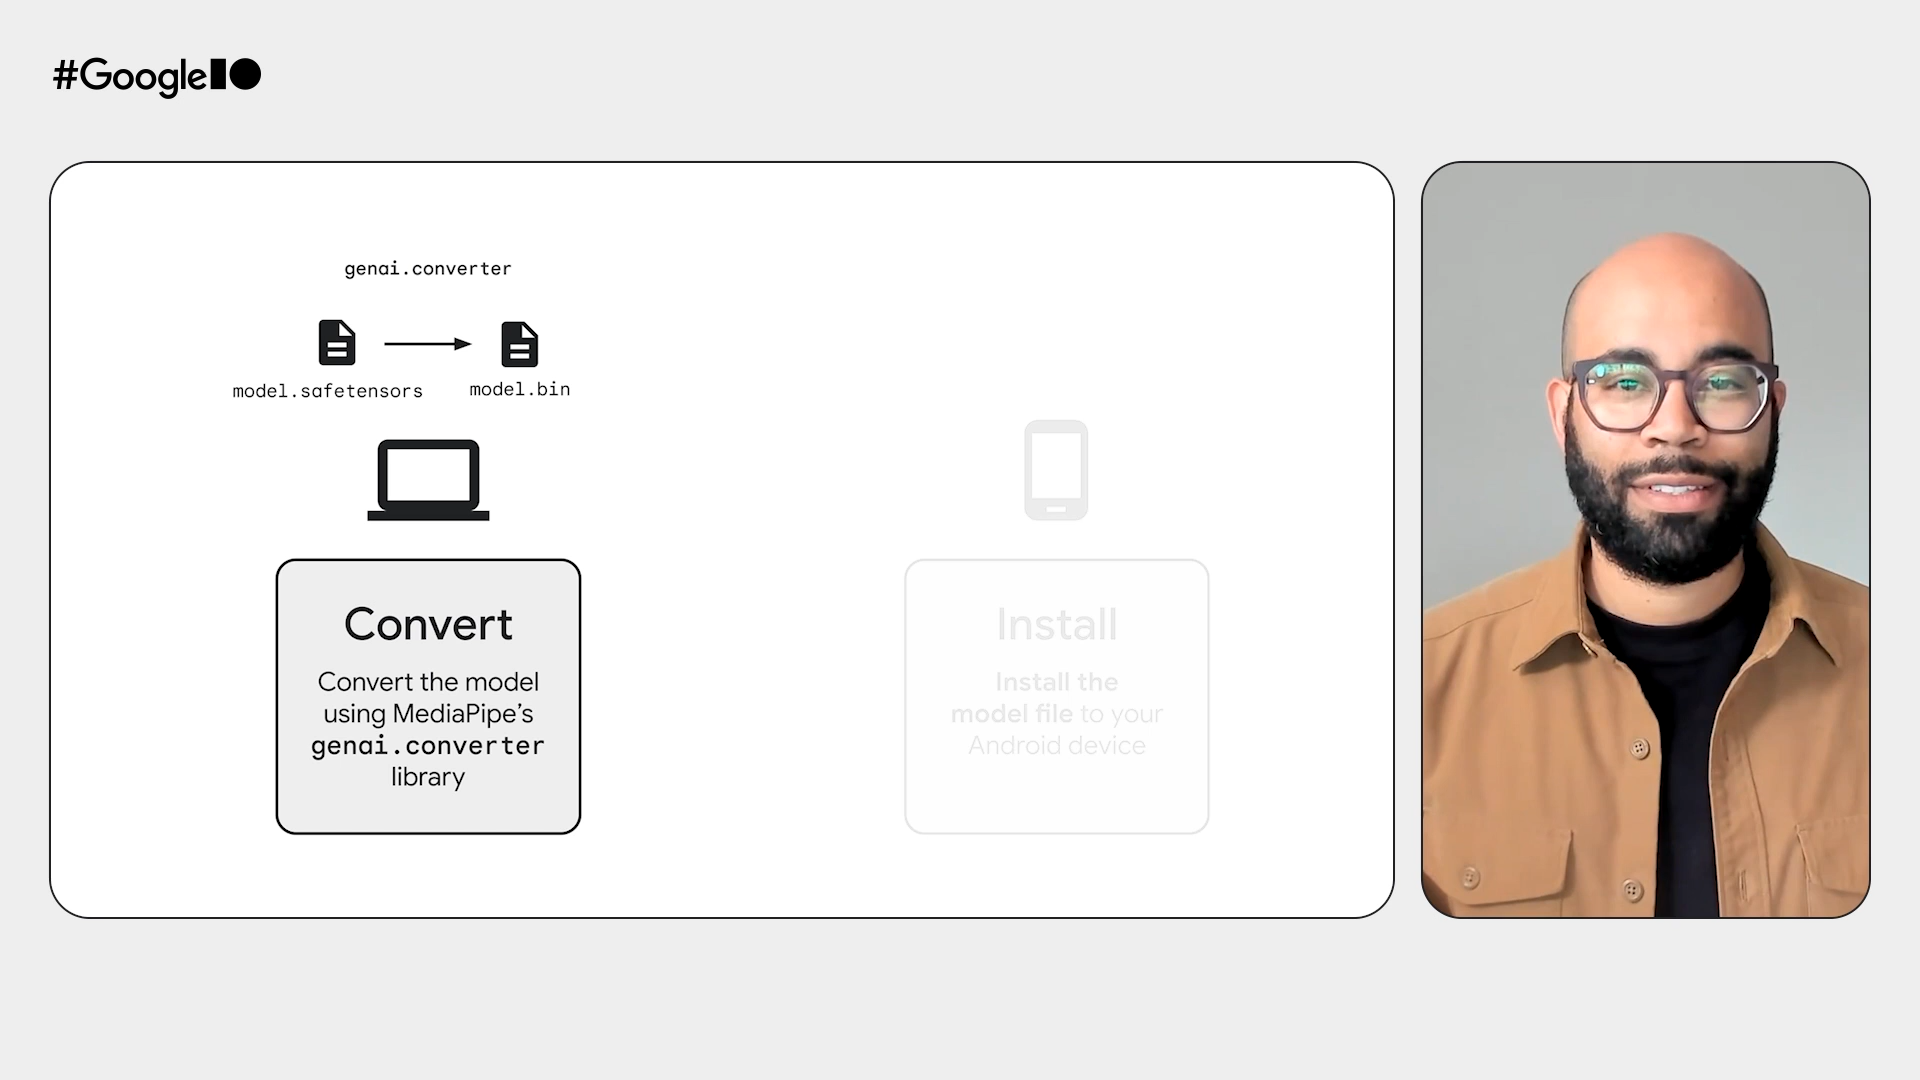 #GoogleIO
genai.converter
model.safetensors
model.bin
Convert
Convert the model
using MediaPipe’s
genai.converter
library
Install
Install the
model file to your
Android device